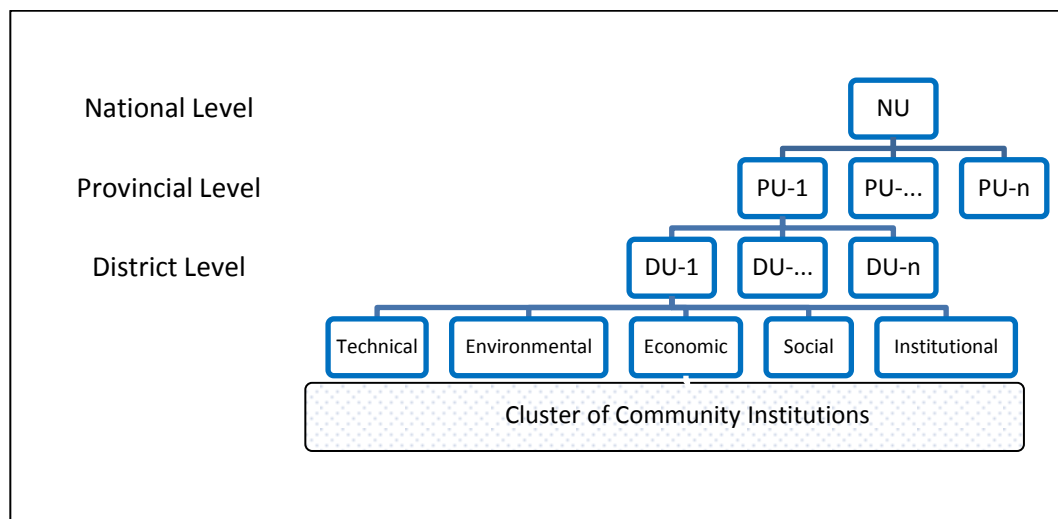 National Level
NU
Provincial Level
PU-1
PU-...
PU-n
District Level
DU-1
DU-...
DU-n
Technical
Environmental
Economic
Social
Institutional
Cluster of Community Institutions